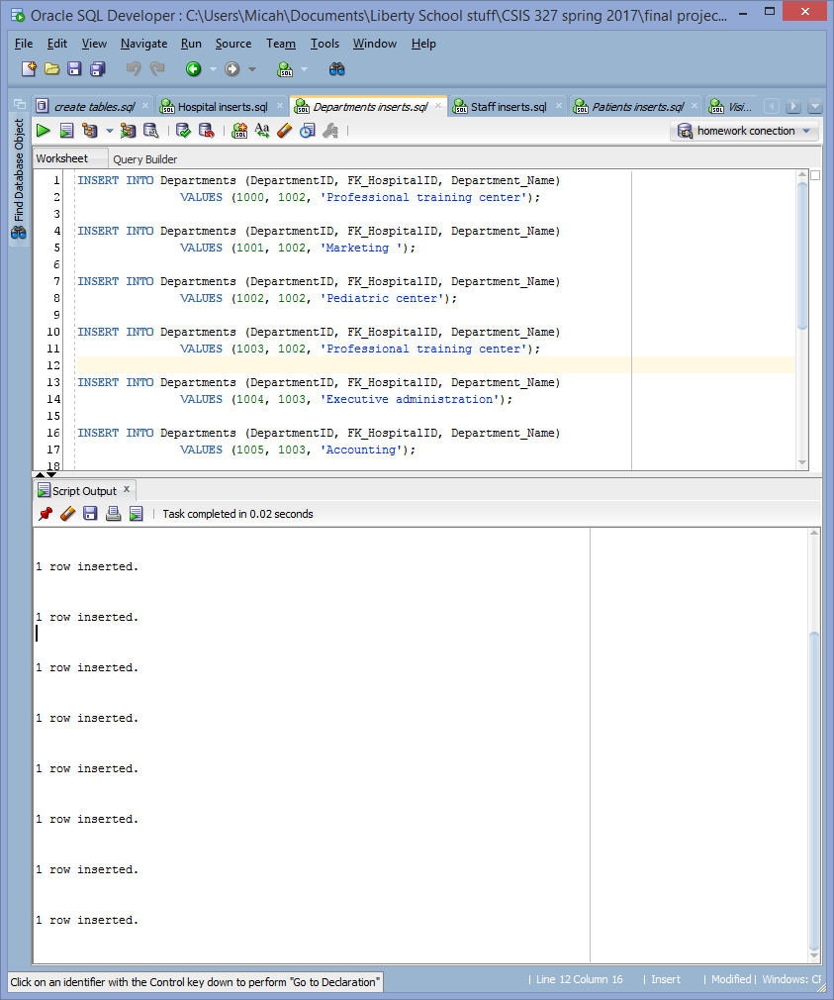 Oracle SQL Developer : C:\Users\Micah\Documents\Liberty School stuff\CSIS 327 spring 2017\final projec...
File Edit View Navigate Run Source Team Tools Window Help
create tables.sql Hospital inserts.sql Departments inserts.sql Staff inserts.sql Patients inserts.sql Visi...
homework conection
Find Database Object
Worksheet Query Builder
1 INSERT INTO Departments (DepartmentID, FK_HospitalID, Department_Name)
2 VALUES (1000, 1002, 'Professional training center');
3
4 INSERT INTO Departments (DepartmentID, FK_HospitalID, Department_Name)
5 VALUES (1001, 1002, 'Marketing ');
6
7 INSERT INTO Departments (DepartmentID, FK_HospitalID, Department_Name)
8 VALUES (1002, 1002, 'Pediatric center');
9
10 INSERT INTO Departments (DepartmentID, FK_HospitalID, Department_Name)
11 VALUES (1003, 1002, 'Professional training center');
12
13 INSERT INTO Departments (DepartmentID, FK_HospitalID, Department_Name)
14 VALUES (1004, 1003, 'Executive administration');
15
16 INSERT INTO Departments (DepartmentID, FK_HospitalID, Department_Name)
17 VALUES (1005, 1003, 'Accounting');
18
Script Output x
Task completed in 0.02 seconds
1 row inserted.
1 row inserted.
1 row inserted.
1 row inserted.
1 row inserted.
1 row inserted.
1 row inserted.
1 row inserted.
Click on an identifier with the Control key down to perform "Go to Declaration" | Line 12 Column 16 | Insert | Modified | Windows: CR